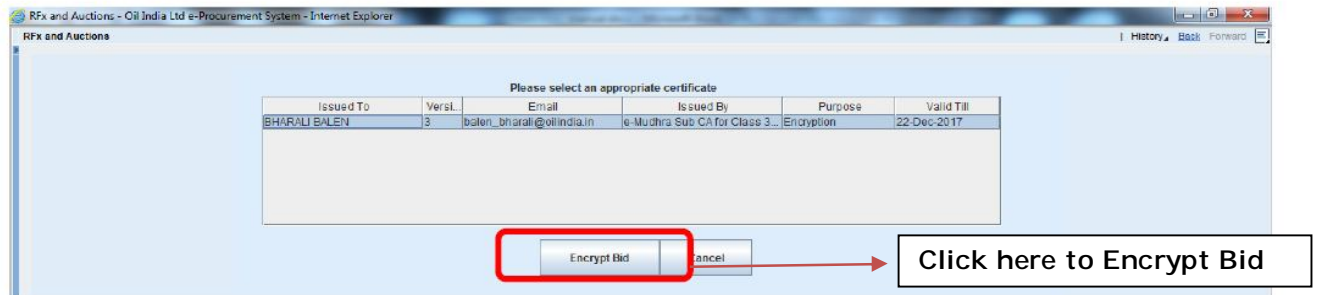 RFx and Auctions - Oil India Ltd e-Procurement System - Internet Explorer
RFx and Auctions | History Back Forward
Please select an appropriate certificate
Issued To Versi... Email Issued By Purpose Valid Till
BHARALI BALEN 3 balen_bharali@oilindia.in e-Mudhra Sub CA for Class 3... Encryption 22-Dec-2017
Encrypt Bid Cancel
Click here to Encrypt Bid